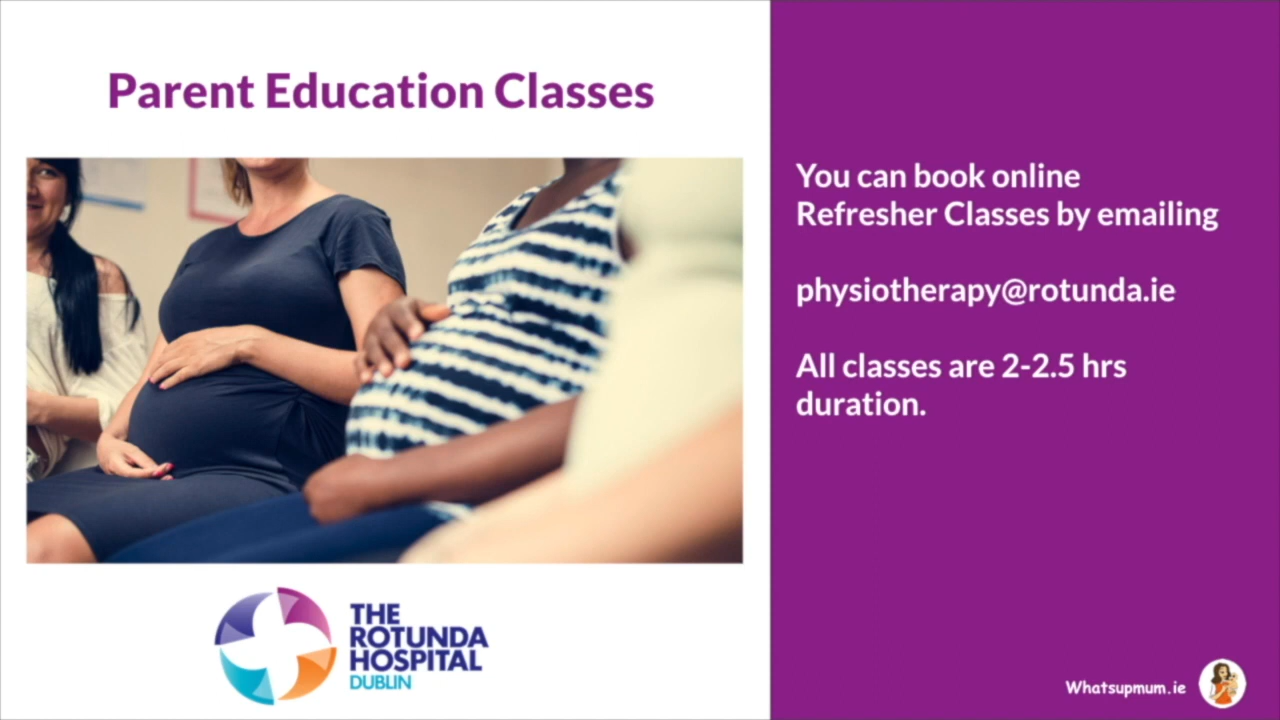 Parent Education Classes
You can book online
Refresher Classes by emailing
physiotherapy@rotunda.ie
All classes are 2-2.5 hrs
duration.
THE
ROTUNDA
HOSPITAL
DUBLIN
Whatsupmum.ie